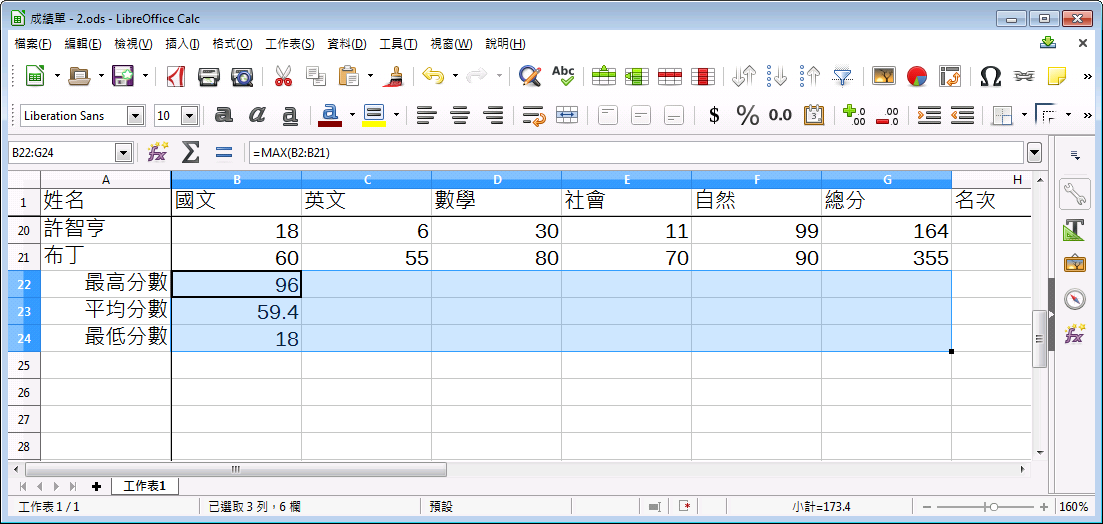 成績單 - 2.ods - LibreOffice Calc
檔案(F) 編輯(E) 檢視(V) 插入(I) 格式(O) 工作表(S) 資料(D) 工具(T) 視窗(W) 說明(H)
Abc
Liberation Sans 10 a a a a $ % 0.0 .00 .00
B22:G24 fx Σ = =MAX(B2:B21)
A B C D E F G H
1 姓名 國文 英文 數學 社會 自然 總分 名次
20 許智亨 18 6 30 11 99 164
21 布丁 60 55 80 70 90 355
22 最高分數 96
23 平均分數 59.4
24 最低分數 18
25
26
27
28
工作表1
工作表 1 / 1 已選取 3 列，6 欄 預設 小計=173.4 160%